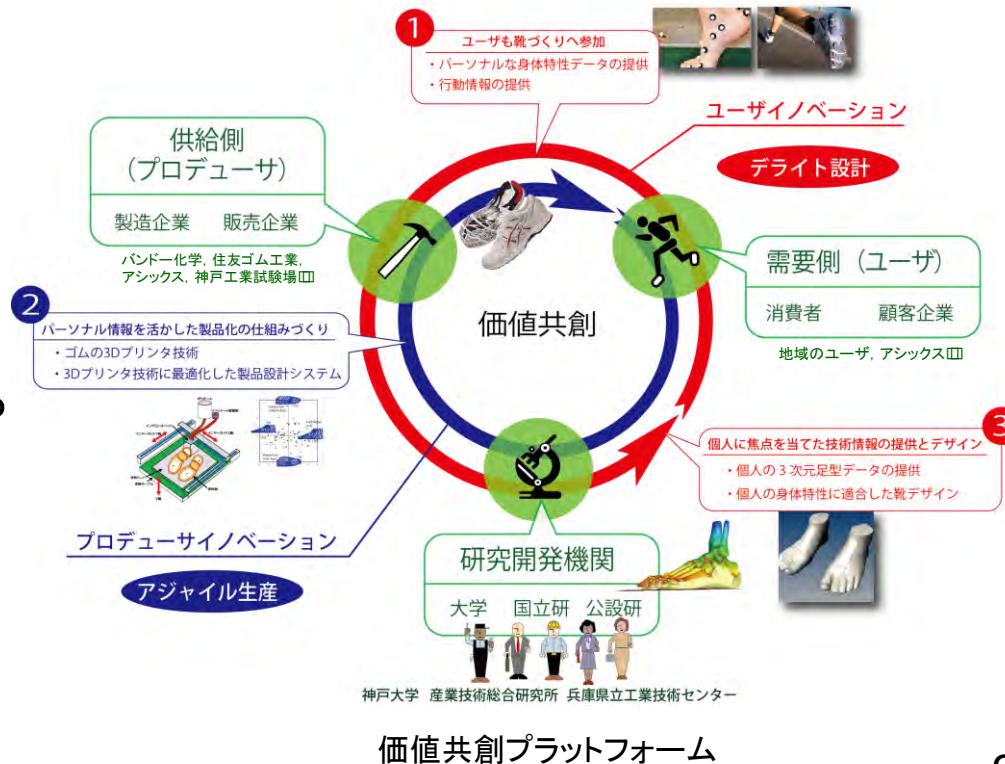 1
ユーザも靴づくりへ参加
・パーソナルな身体特性データの提供
・行動情報の提供
ユーザイノベーション
デライト設計
供給側
（プロデューサ）
製造企業 販売企業
バンドー化学, 住友ゴム工業,
アシックス, 神戸工業試験場
需要側（ユーザ）
消費者 顧客企業
地域のユーザ, アシックス
価値共創
2
パーソナル情報を活かした製品化の仕組みづくり
・ゴムの3Dプリンタ技術
・3Dプリンタ技術に最適化した製品設計システム
3
個人に焦点を当てた技術情報の提供とデザイン
・個人の3次元足型データの提供
・個人の身体特性に適合した靴デザイン
プロデューサイノベーション
アジャイル生産
研究開発機関
大学 国立研 公設研
神戸大学 産業技術総合研究所 兵庫県立工業技術センター
価値共創プラットフォーム